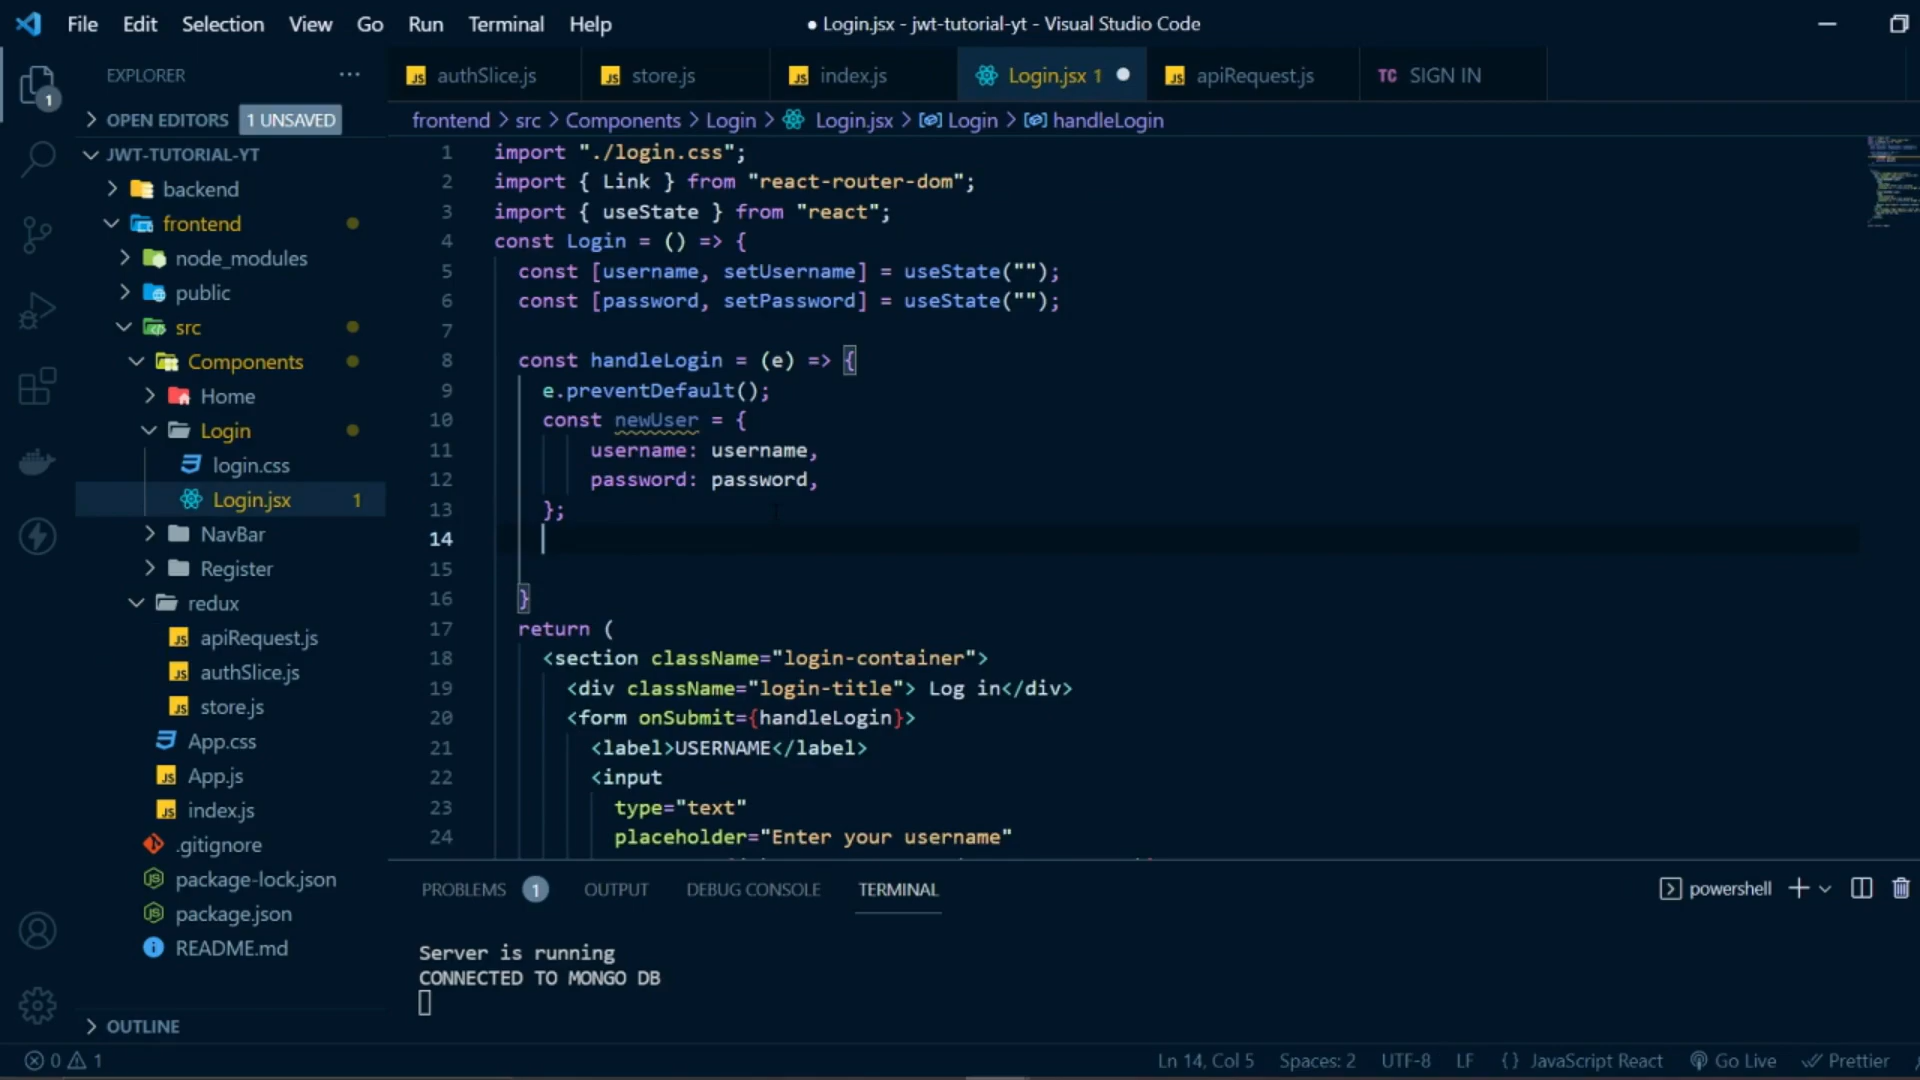 File Edit Selection View Go Run Terminal Help
● Login.jsx - jwt-tutorial-yt - Visual Studio Code
EXPLORER ···
authSlice.js
store.js
index.js
Login.jsx 1
apiRequest.js
TC SIGN IN
1
OPEN EDITORS 1 UNSAVED
JWT-TUTORIAL-YT
backend
frontend
node_modules
public
src
Components
Home
Login
login.css
Login.jsx 1
NavBar
Register
redux
apiRequest.js
authSlice.js
store.js
App.css
App.js
index.js
.gitignore
package-lock.json
package.json
README.md
OUTLINE
frontend > src > Components > Login > Login.jsx > Login > handleLogin
1 import "./login.css";
2 import { Link } from "react-router-dom";
3 import { useState } from "react";
4 const Login = () => {
5 const [username, setUsername] = useState("");
6 const [password, setPassword] = useState("");
7
8 const handleLogin = (e) => {
9 e.preventDefault();
10 const newUser = {
11 username: username,
12 password: password,
13 };
14
15
16 }
17 return (
18 <section className="login-container">
19 <div className="login-title"> Log in</div>
20 <form onSubmit={handleLogin}>
21 <label>USERNAME</label>
22 <input
23 type="text"
24 placeholder="Enter your username"
PROBLEMS 1 OUTPUT DEBUG CONSOLE TERMINAL
powershell
Server is running
CONNECTED TO MONGO DB
0 1
Ln 14, Col 5 Spaces: 2 UTF-8 LF {} JavaScript React Go Live Prettier